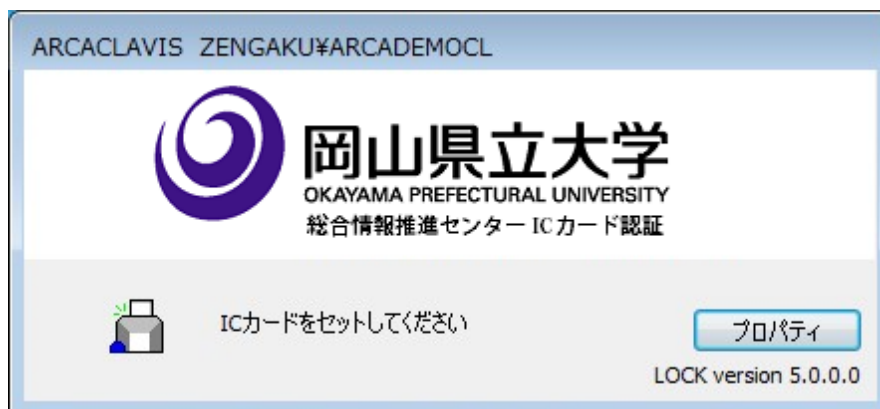 ARCACLAVIS ZENGAKU¥ARCADEMOCL
岡山県立大学
OKAYAMA PREFECTURAL UNIVERSITY
総合情報推進センター ICカード認証
ICカードをセットしてください
プロパティ
LOCK version 5.0.0.0